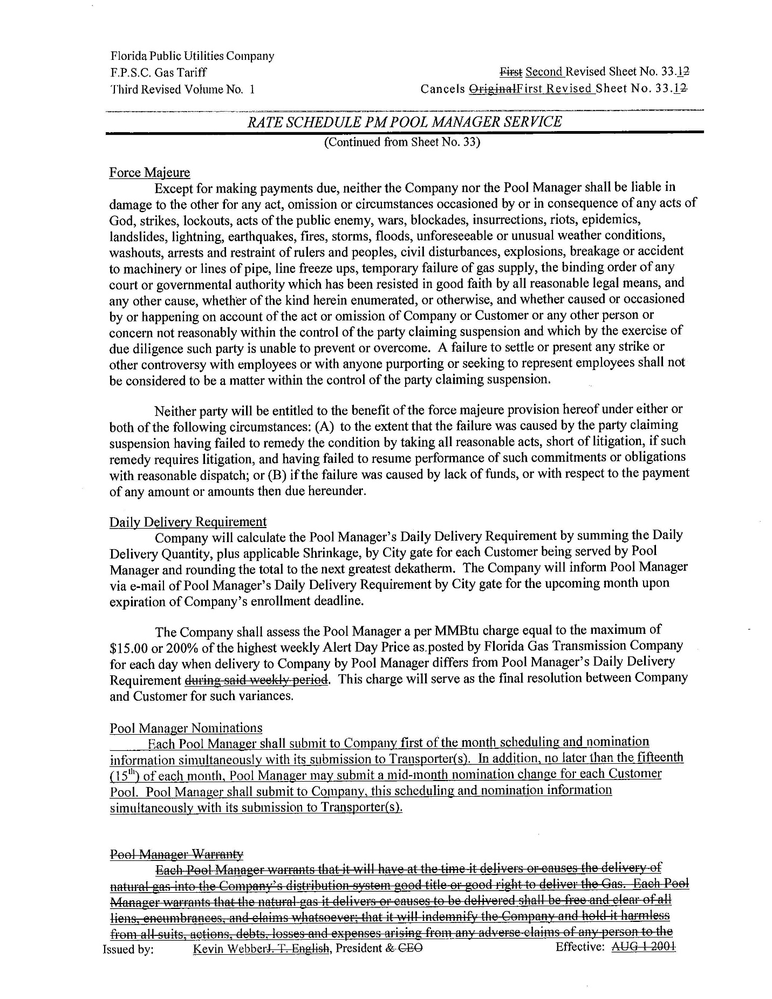 Florida Public Utilities Company
F.P.S.C. Gas Tariff
First Second Revised Sheet No. 33.12
Third Revised Volume No. 1
Cancels OriginalFirst Revised Sheet No. 33.12
RATE SCHEDULE PM POOL MANAGER SERVICE
(Continued from Sheet No. 33)
Force Majeure
Except for making payments due, neither the Company nor the Pool Manager shall be liable in
damage to the other for any act, omission or circumstances occasioned by or in consequence of any acts of
God, strikes, lockouts, acts of the public enemy, wars, blockades, insurrections, riots, epidemics,
landslides, lightning, earthquakes, fires, storms, floods, unforeseeable or unusual weather conditions,
washouts, arrests and restraint of rulers and peoples, civil disturbances, explosions, breakage or accident
to machinery or lines of pipe, line freeze ups, temporary failure of gas supply, the binding order of any
court or governmental authority which has been resisted in good faith by all reasonable legal means, and
any other cause, whether of the kind herein enumerated, or otherwise, and whether caused or occasioned
by or happening on account of the act or omission of Company or Customer or any other person or
concern not reasonably within the control of the party claiming suspension and which by the exercise of
due diligence such party is unable to prevent or overcome. A failure to settle or present any strike or
other controversy with employees or with anyone purporting or seeking to represent employees shall not
be considered to be a matter within the control of the party claiming suspension.
Neither party will be entitled to the benefit of the force majeure provision hereof under either or
both of the following circumstances: (A) to the extent that the failure was caused by the party claiming
suspension having failed to remedy the condition by taking all reasonable acts, short of litigation, if such
remedy requires litigation, and having failed to resume performance of such commitments or obligations
with reasonable dispatch; or (B) if the failure was caused by lack of funds, or with respect to the payment
of any amount or amounts then due hereunder.
Daily Delivery Requirement
Company will calculate the Pool Manager's Daily Delivery Requirement by summing the Daily
Delivery Quantity, plus applicable Shrinkage, by City gate for each Customer being served by Pool
Manager and rounding the total to the next greatest dekatherm. The Company will inform Pool Manager
via e-mail of Pool Manager's Daily Delivery Requirement by City gate for the upcoming month upon
expiration of Company's enrollment deadline.
The Company shall assess the Pool Manager a per MMBtu charge equal to the maximum of
$15.00 or 200% of the highest weekly Alert Day Price as.posted by Florida Gas Transmission Company
for each day when delivery to Company by Pool Manager differs from Pool Manager's Daily Delivery
Requirement during said weekly period. This charge will serve as the final resolution between Company
and Customer for such variances.
Pool Manager Nominations
Each Pool Manager shall submit to Company first of the month scheduling and nomination
information simultaneously with its submission to Transporter(s). In addition, no later than the fifteenth
(15th) of each month, Pool Manager may submit a mid-month nomination change for each Customer
Pool. Pool Manager shall submit to Company, this scheduling and nomination information
simultaneously with its submission to Transporter(s).
Pool Manager Warranty
Each Pool Manager warrants that it will have at the time it delivers or causes the delivery of
natural gas into the Company's distribution system good title or good right to deliver the Gas. Each Pool
Manager warrants that the natural gas it delivers or causes to be delivered shall be free and clear of all
liens, encumbrances, and claims whatsoever; that it will indemnify the Company and hold it harmless
from all suits, actions, debts, losses and expenses arising from any adverse claims of any person to the
Issued by: Kevin WebberJ. T. English, President & CEO Effective: AUG 1 2001